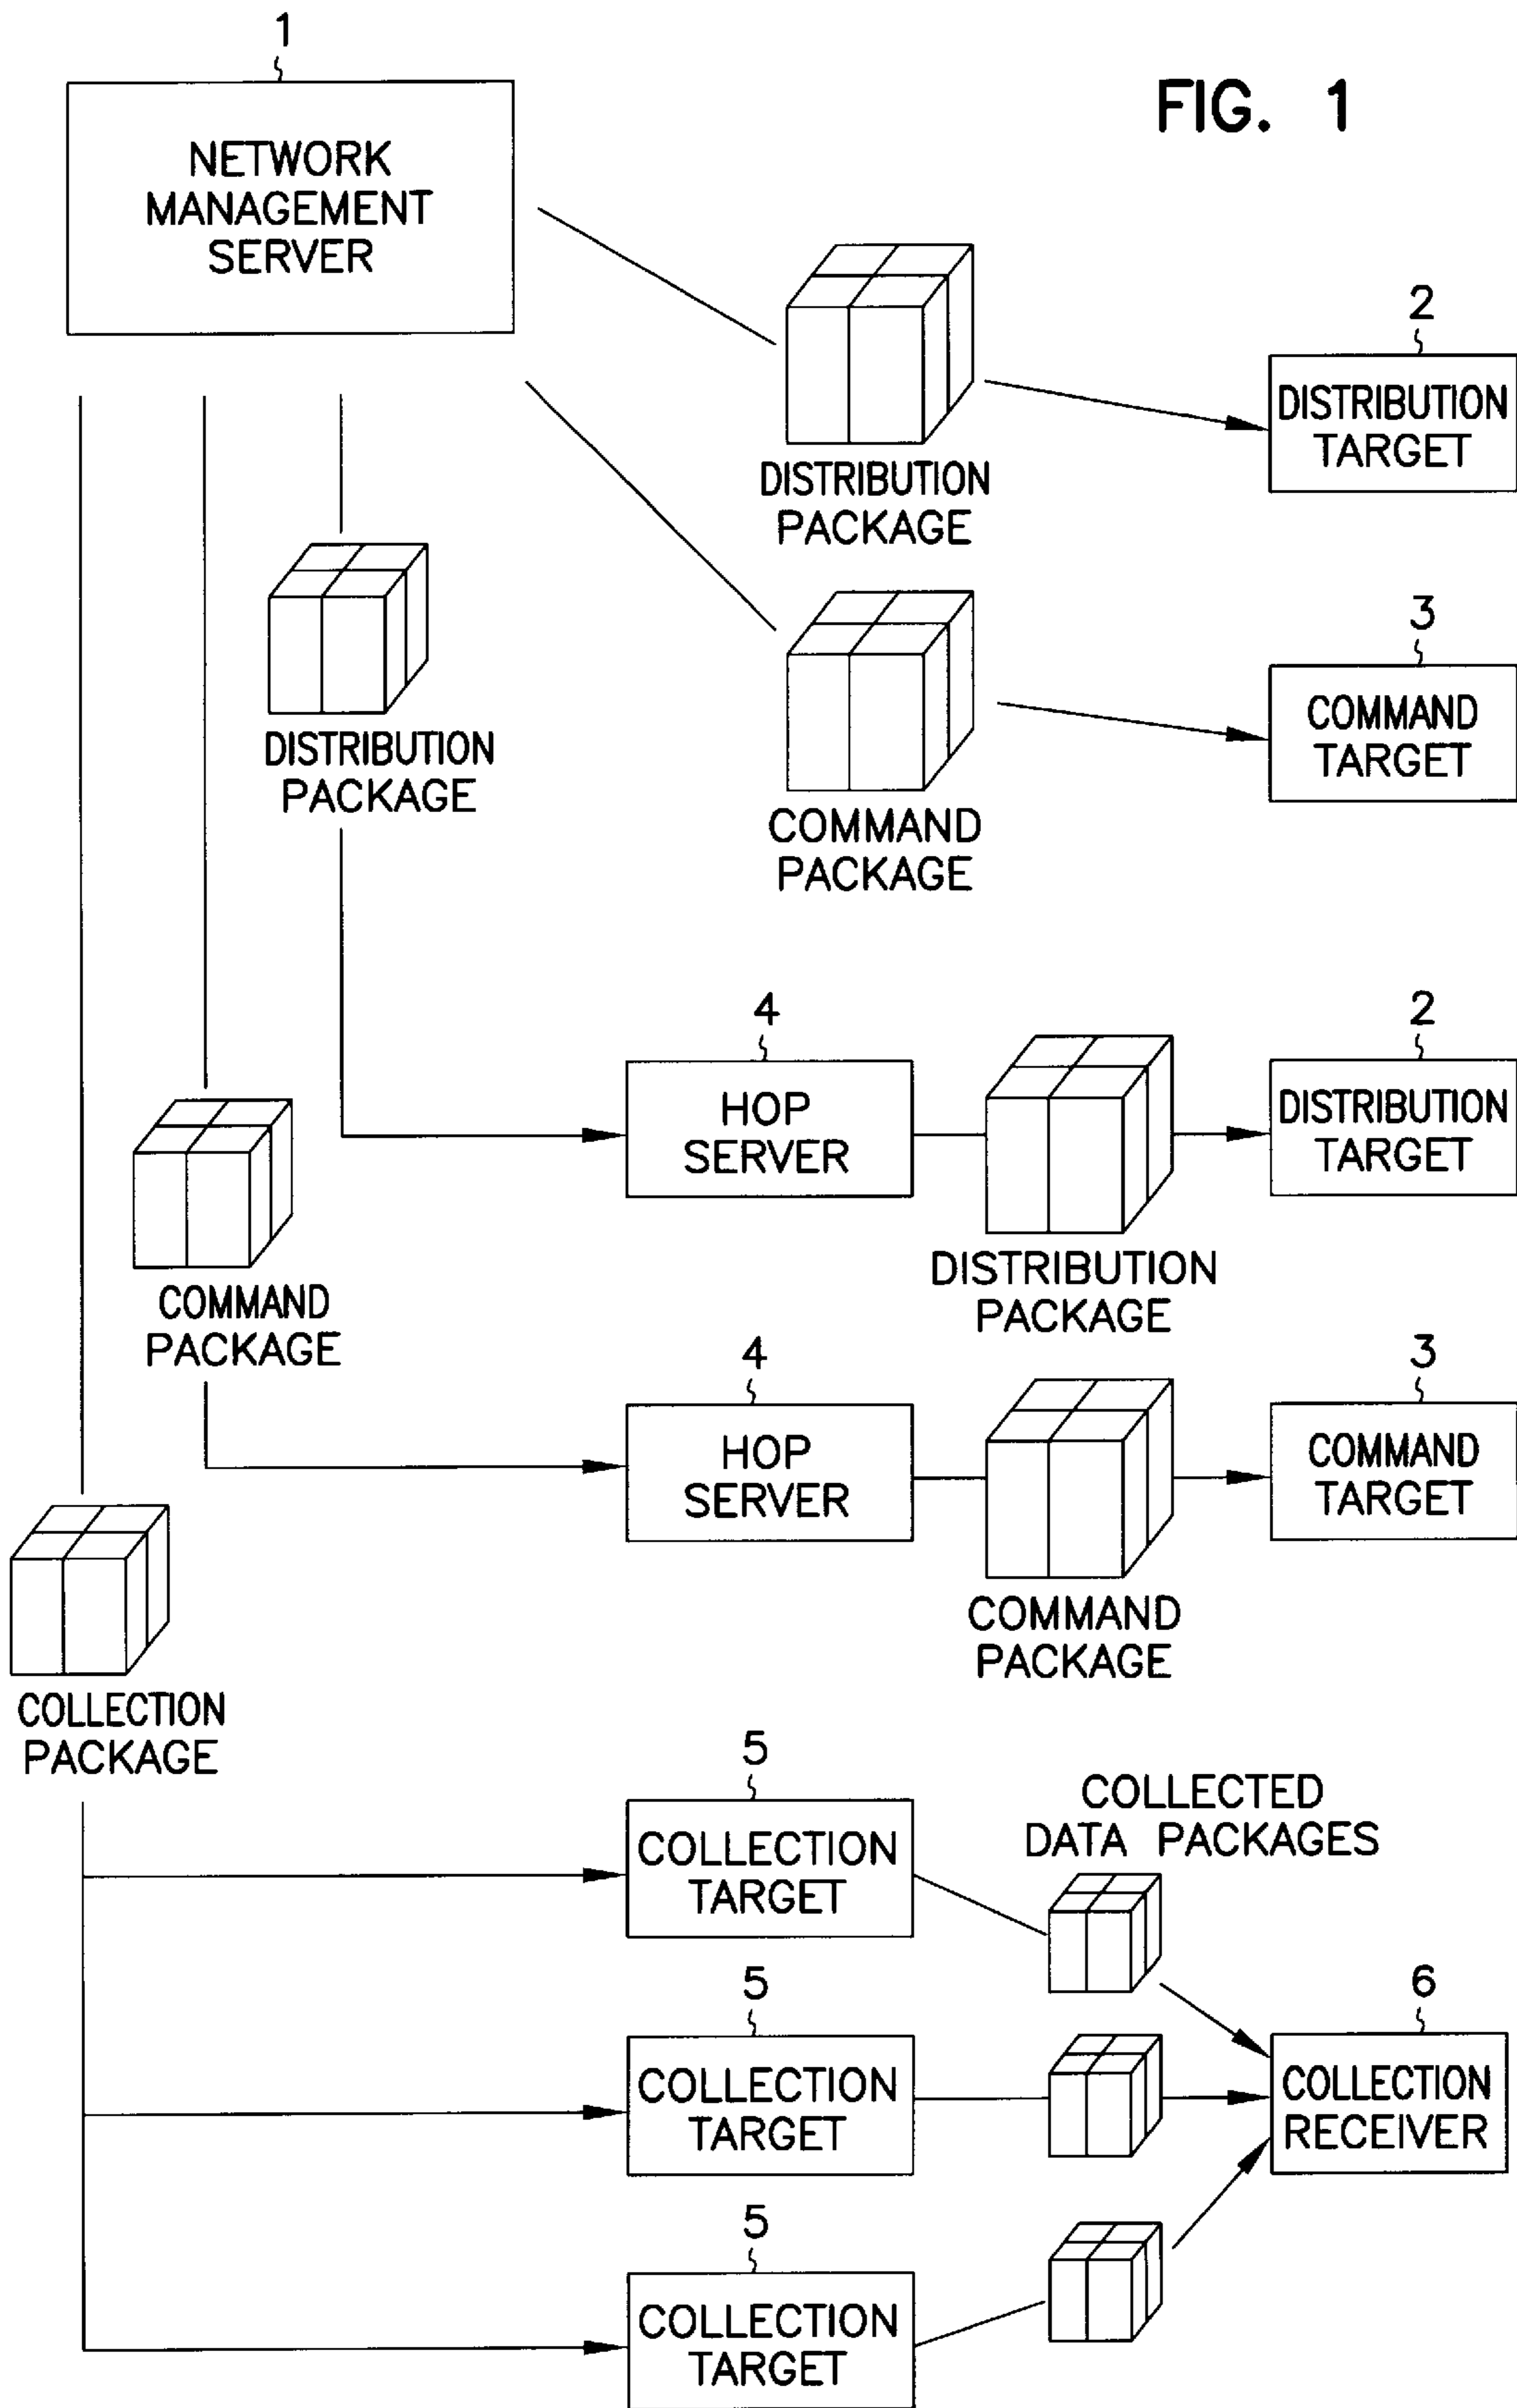 1
FIG. 1
NETWORK
MANAGEMENT
SERVER
2
DISTRIBUTION
TARGET
DISTRIBUTION
PACKAGE
3
COMMAND
TARGET
DISTRIBUTION
PACKAGE
COMMAND
PACKAGE
4
HOP
SERVER
2
DISTRIBUTION
TARGET
DISTRIBUTION
PACKAGE
COMMAND
PACKAGE
4
HOP
SERVER
3
COMMAND
TARGET
COMMAND
PACKAGE
COLLECTION
PACKAGE
5
COLLECTION
TARGET
COLLECTED
DATA PACKAGES
5
COLLECTION
TARGET
6
COLLECTION
RECEIVER
5
COLLECTION
TARGET